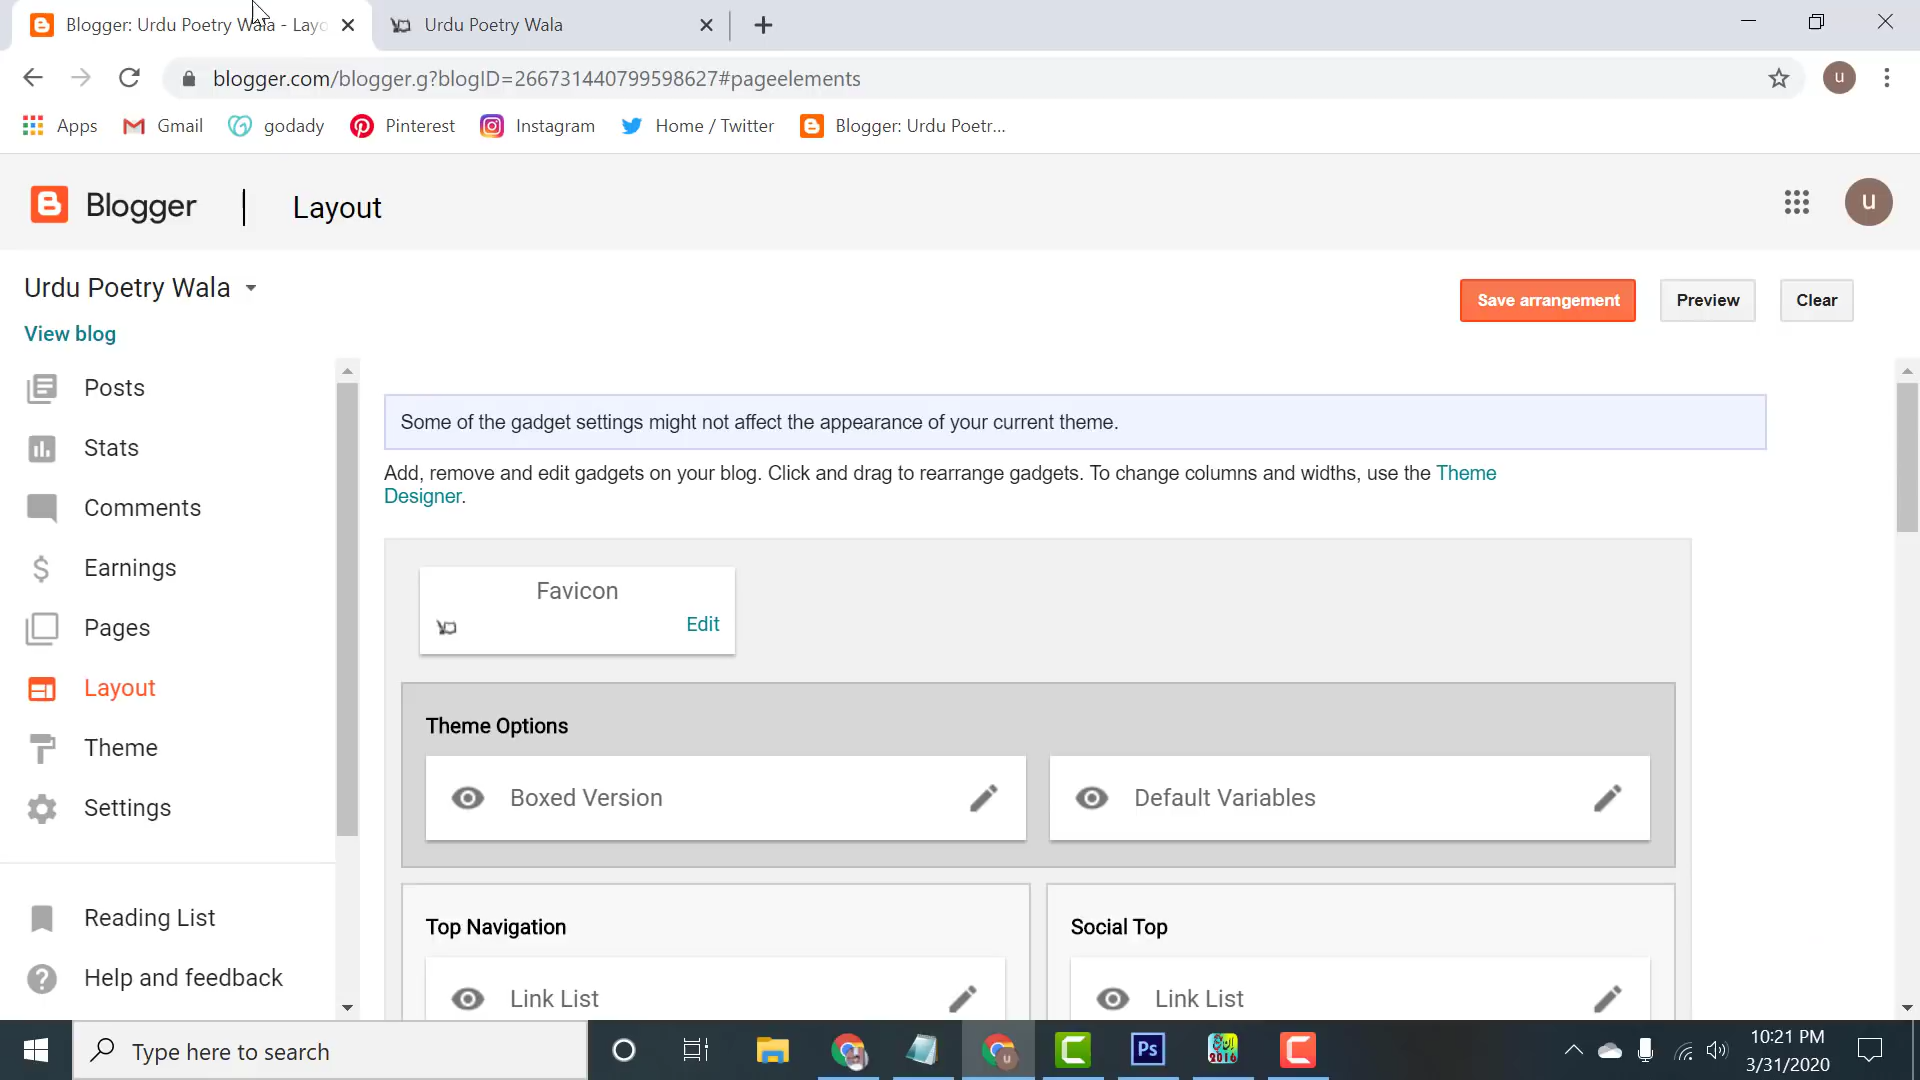 Blogger: Urdu Poetry Wala - Layo
Urdu Poetry Wala
blogger.com/blogger.g?blogID=266731440799598627#pageelements
u
Apps
Gmail
godady
Pinterest
Instagram
Home / Twitter
Blogger: Urdu Poetr...
Blogger
Layout
u
Urdu Poetry Wala
Save arrangement
Preview
Clear
View blog
Posts
Stats
Comments
Earnings
Pages
Layout
Theme
Settings
Reading List
Help and feedback
Some of the gadget settings might not affect the appearance of your current theme.
Add, remove and edit gadgets on your blog. Click and drag to rearrange gadgets. To change columns and widths, use the Theme
Designer.
Favicon
Edit
Theme Options
Boxed Version
Default Variables
Top Navigation
Social Top
Link List
Link List
Type here to search
u
Ps
2016
10:21 PM
3/31/2020